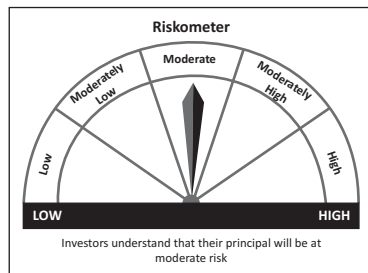 Riskometer
Moderate
Moderately
Low
Moderately
High
Low
High
LOW
HIGH
Investors understand that their principal will be at
moderate risk